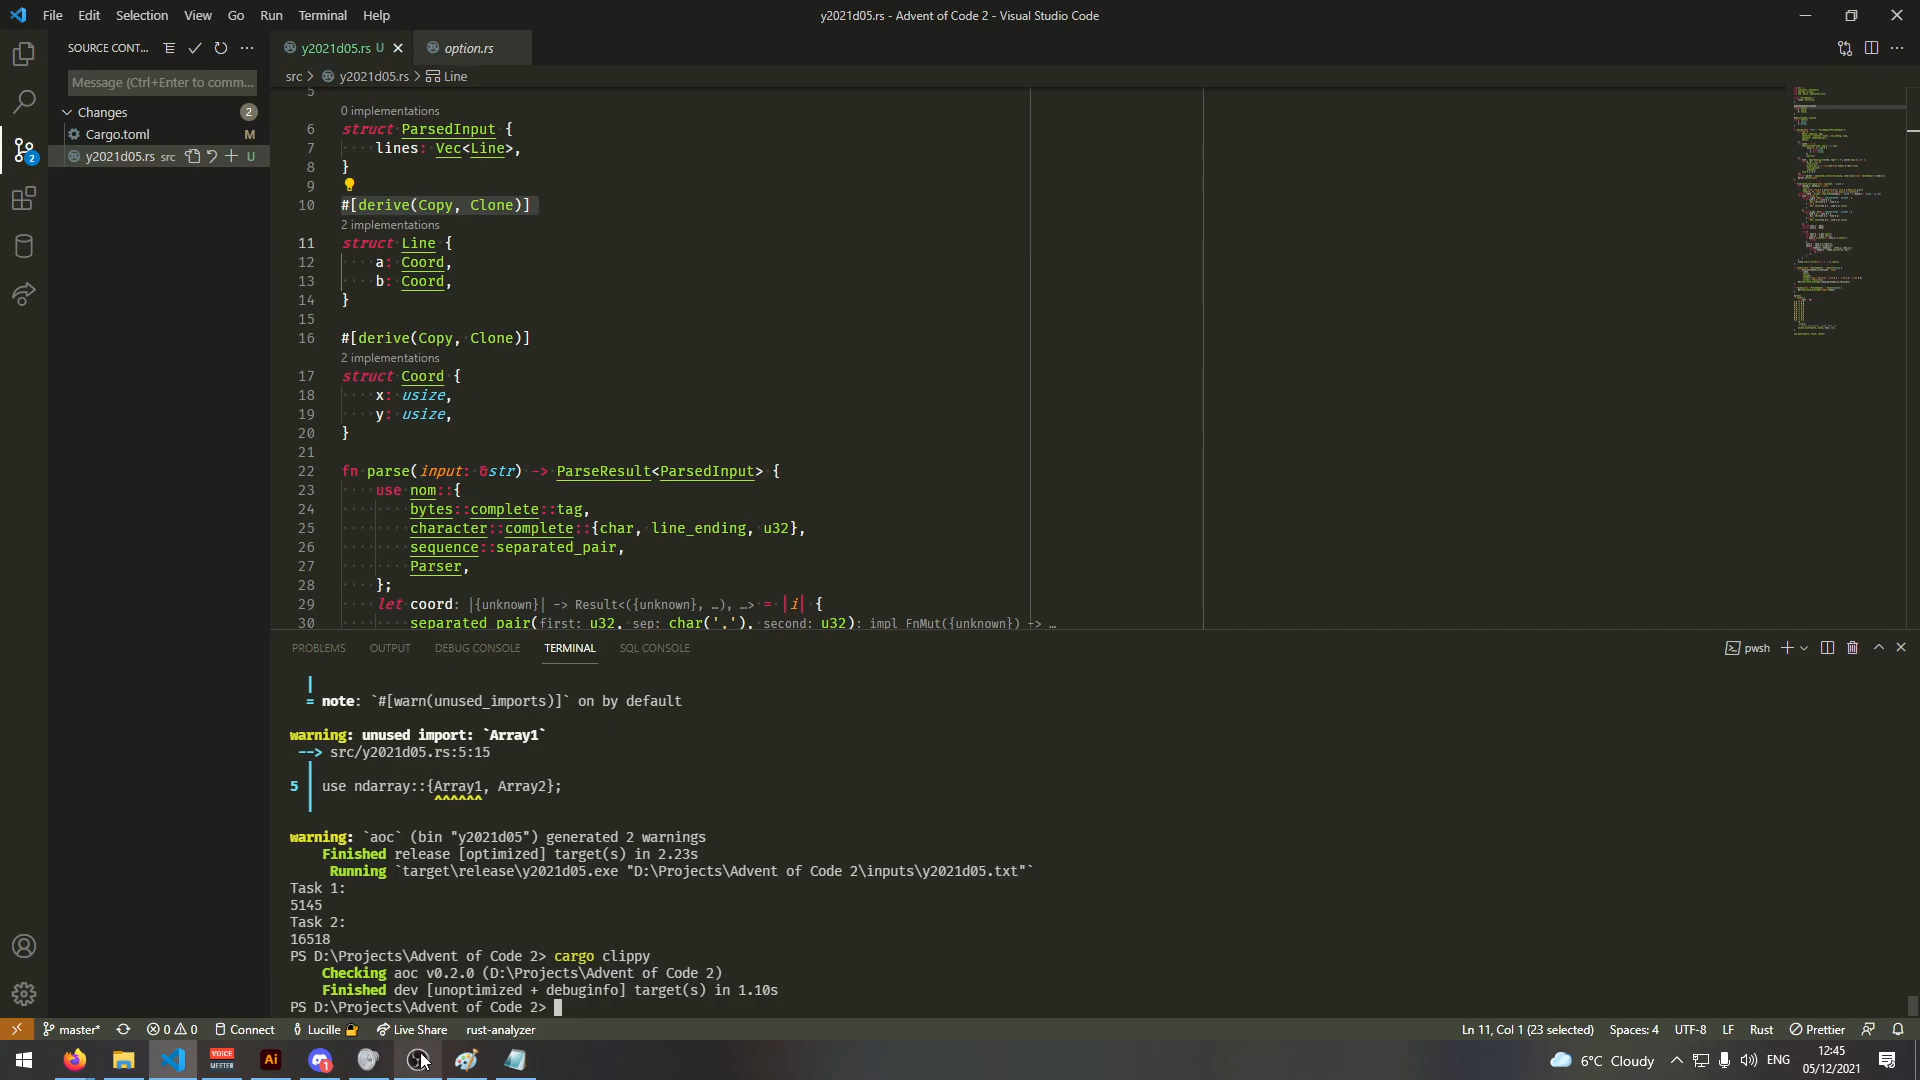 File Edit Selection View Go Run Terminal Help
y2021d05.rs - Advent of Code 2 - Visual Studio Code
SOURCE CONT...
y2021d05.rs U
option.rs
src > y2021d05.rs > Line
Message (Ctrl+Enter to comm...
Changes 2
Cargo.toml M
y2021d05.rs src U
2
5
0 implementations
6 struct ParsedInput {
7 lines: Vec<Line>,
8 }
9
10 #[derive(Copy, Clone)]
2 implementations
11 struct Line {
12 a: Coord,
13 b: Coord,
14 }
15
16 #[derive(Copy, Clone)]
2 implementations
17 struct Coord {
18 x: usize,
19 y: usize,
20 }
21
22 fn parse(input: &str) -> ParseResult<ParsedInput> {
23 use nom::{
24 bytes::complete::tag,
25 character::complete::{char, line_ending, u32},
26 sequence::separated_pair,
27 Parser,
28 };
29 let coord: |{unknown}| -> Result<({unknown}, …), …> = |i| {
30 separated_pair(first: u32, sep: char(','), second: u32): impl FnMut({unknown}) -> …
PROBLEMS OUTPUT DEBUG CONSOLE TERMINAL SQL CONSOLE
pwsh
|
= note: `#[warn(unused_imports)]` on by default
warning: unused import: `Array1`
--> src/y2021d05.rs:5:15
|
5 | use ndarray::{Array1, Array2};
| ^^^^^^
warning: `aoc` (bin "y2021d05") generated 2 warnings
Finished release [optimized] target(s) in 2.23s
Running `target\release\y2021d05.exe "D:\Projects\Advent of Code 2\inputs\y2021d05.txt"`
Task 1:
5145
Task 2:
16518
PS D:\Projects\Advent of Code 2> cargo clippy
Checking aoc v0.2.0 (D:\Projects\Advent of Code 2)
Finished dev [unoptimized + debuginfo] target(s) in 1.10s
PS D:\Projects\Advent of Code 2>
master* 0 0 Connect Lucille Live Share rust-analyzer
Ln 11, Col 1 (23 selected) Spaces: 4 UTF-8 LF Rust Prettier
VOICE
MEETER
Ai
1
6°C Cloudy
ENG
12:45
05/12/2021